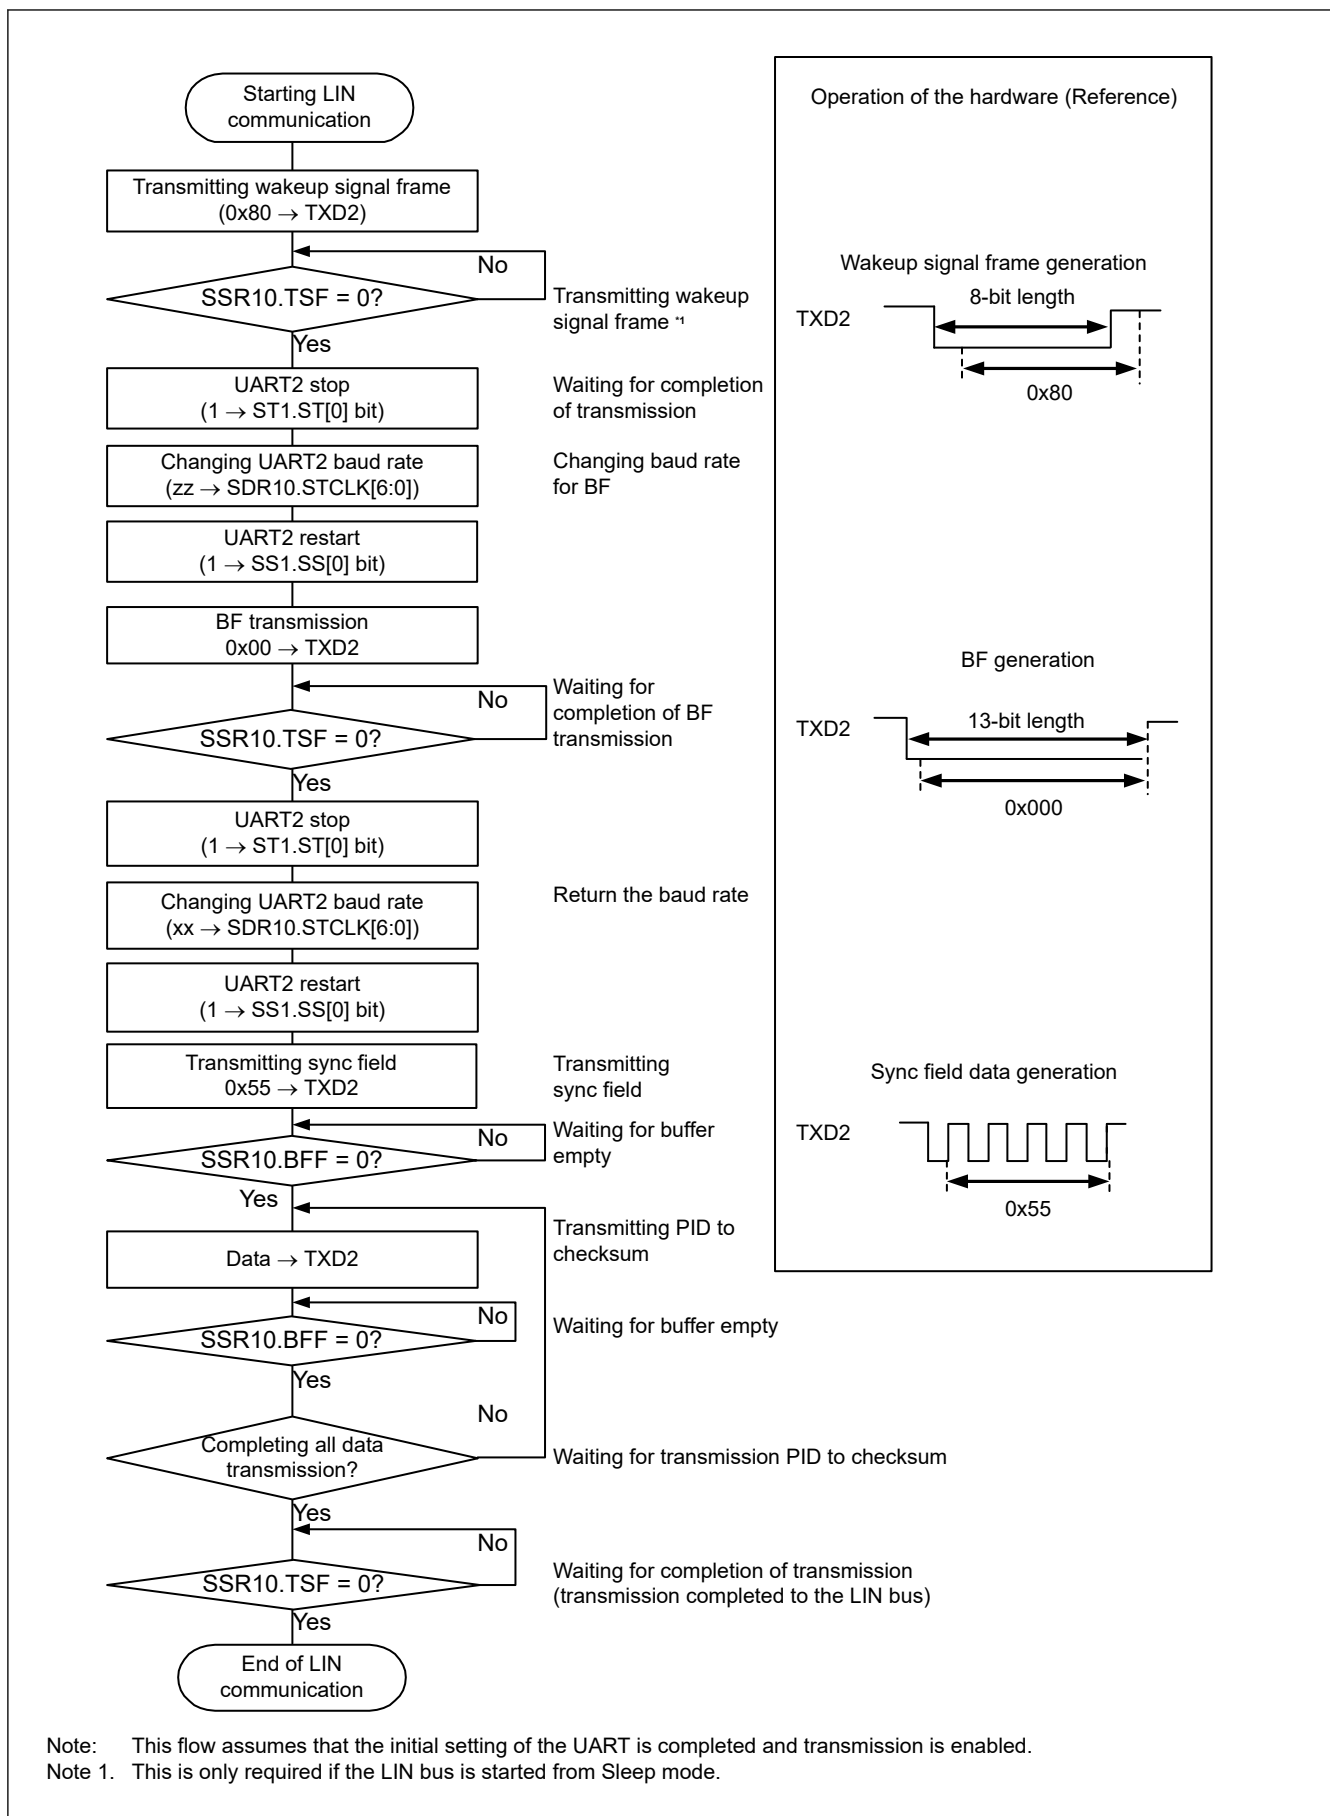 Starting LIN
communication
Transmitting wakeup signal frame
(0x80 → TXD2)
No
SSR10.TSF = 0?
Transmitting wakeup
signal frame *1
Yes
UART2 stop
(1 → ST1.ST[0] bit)
Waiting for completion
of transmission
Changing UART2 baud rate
(zz → SDR10.STCLK[6:0])
Changing baud rate
for BF
UART2 restart
(1 → SS1.SS[0] bit)
BF transmission
0x00 → TXD2
No
SSR10.TSF = 0?
Waiting for
completion of BF
transmission
Yes
UART2 stop
(1 → ST1.ST[0] bit)
Changing UART2 baud rate
(xx → SDR10.STCLK[6:0])
Return the baud rate
UART2 restart
(1 → SS1.SS[0] bit)
Transmitting sync field
0x55 → TXD2
Transmitting
sync field
No
SSR10.BFF = 0?
Waiting for buffer
empty
Yes
Data → TXD2
Transmitting PID to
checksum
No
SSR10.BFF = 0?
Waiting for buffer empty
Yes
No
Completing all data
transmission?
Waiting for transmission PID to checksum
Yes
No
SSR10.TSF = 0?
Waiting for completion of transmission
(transmission completed to the LIN bus)
Yes
End of LIN
communication
Operation of the hardware (Reference)
Wakeup signal frame generation
8-bit length
TXD2
0x80
BF generation
TXD2
13-bit length
0x000
Sync field data generation
TXD2
0x55
Note: This flow assumes that the initial setting of the UART is completed and transmission is enabled.
Note 1. This is only required if the LIN bus is started from Sleep mode.